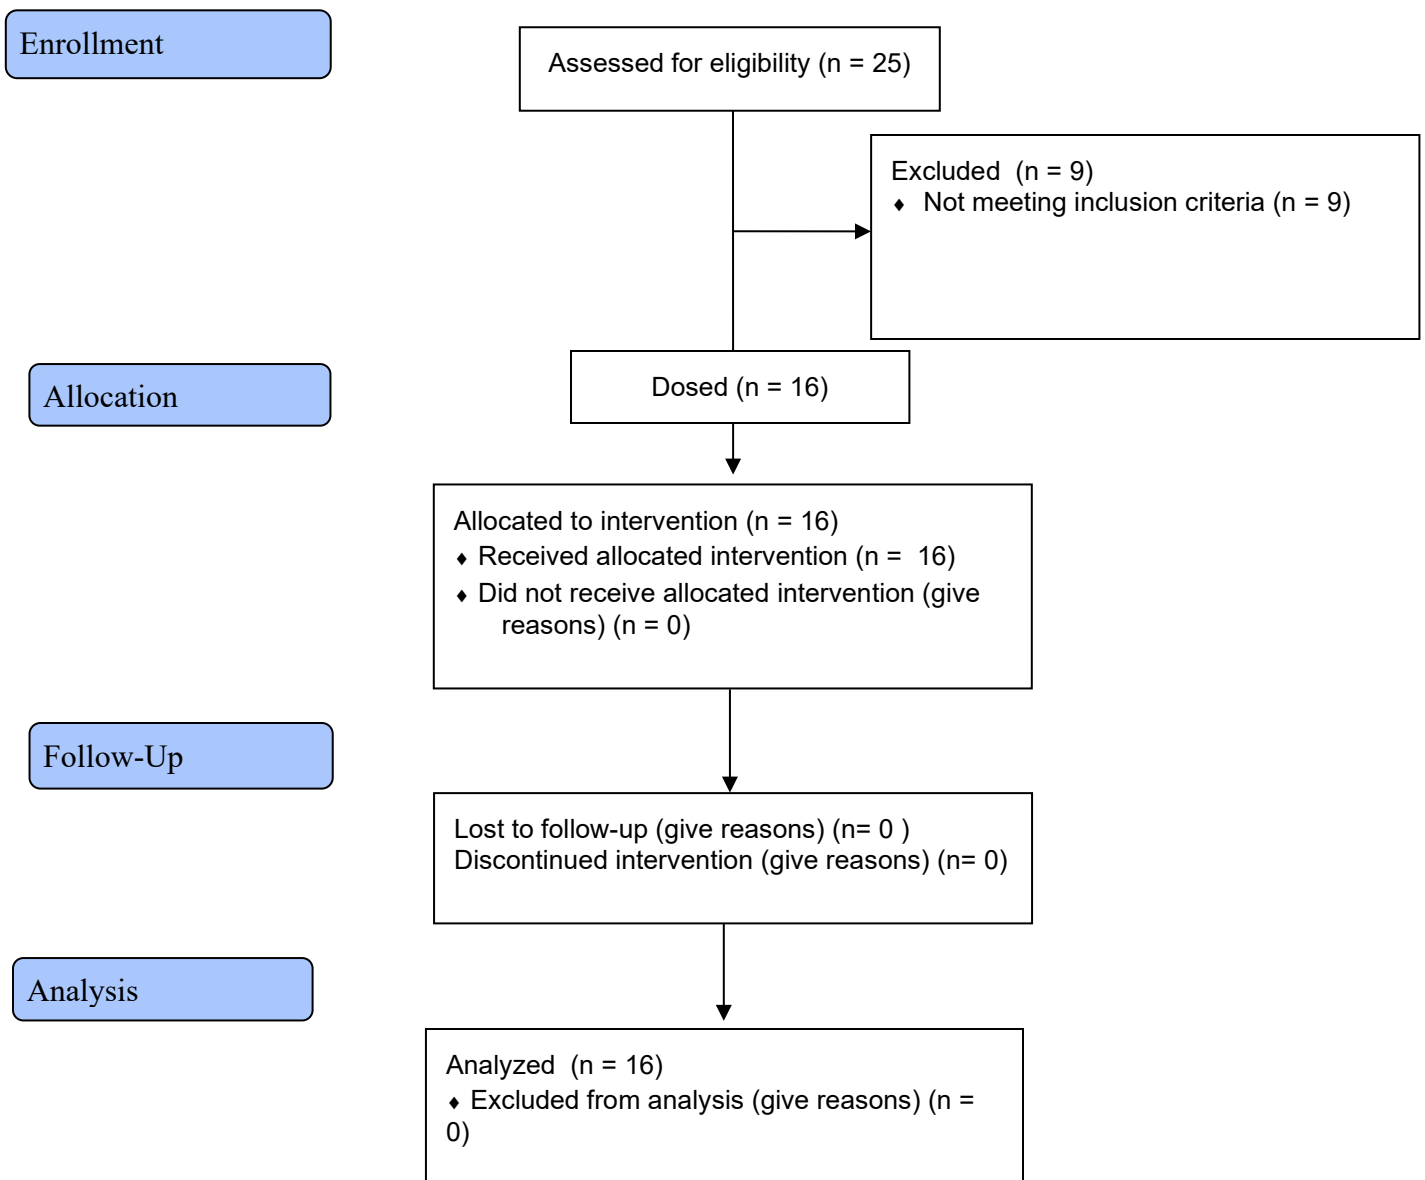 Enrollment
Assessed for eligibility (n = 25)
Excluded (n = 9)
♦ Not meeting inclusion criteria (n = 9)
Allocation
Dosed (n = 16)
Allocated to intervention (n = 16)
♦ Received allocated intervention (n = 16)
♦ Did not receive allocated intervention (give
reasons) (n = 0)
Follow-Up
Lost to follow-up (give reasons) (n= 0 )
Discontinued intervention (give reasons) (n= 0)
Analysis
Analyzed (n = 16)
♦ Excluded from analysis (give reasons) (n =
0)